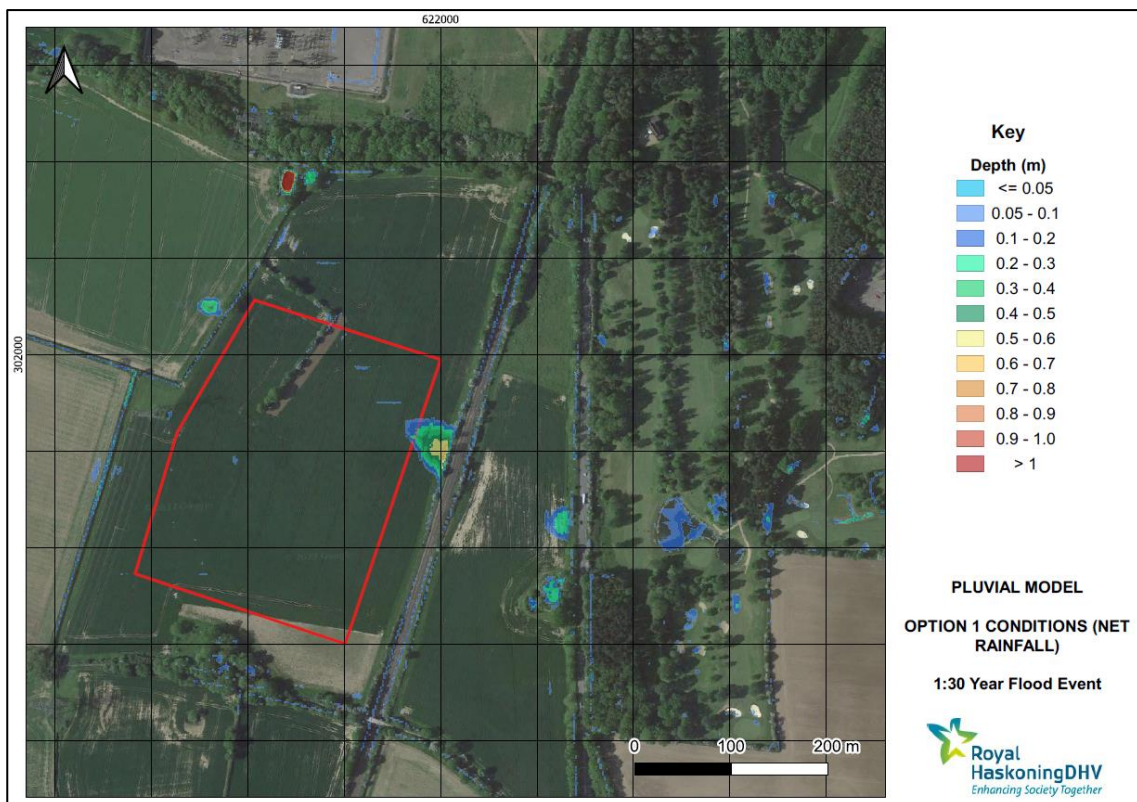 622000
302000
Key
Depth (m)
<= 0.05
0.05 - 0.1
0.1 - 0.2
0.2 - 0.3
0.3 - 0.4
0.4 - 0.5
0.5 - 0.6
0.6 - 0.7
0.7 - 0.8
0.8 - 0.9
0.9 - 1.0
> 1
PLUVIAL MODEL
OPTION 1 CONDITIONS (NET
RAINFALL)
1:30 Year Flood Event
0 100 200 m
Royal
HaskoningDHV
Enhancing Society Together